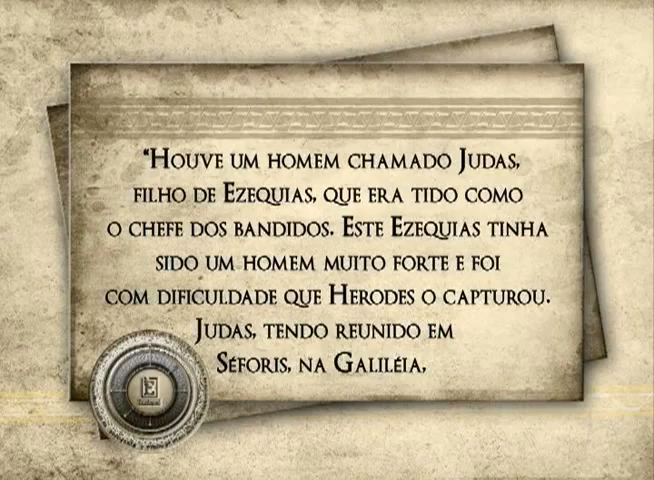 “Houve um homem chamado Judas,
filho de Ezequias, que era tido como
o chefe dos bandidos. Este Ezequias tinha
sido um homem muito forte e foi
com dificuldade que Herodes o capturou.
Judas, tendo reunido em
Séforis, na Galiléia,
E